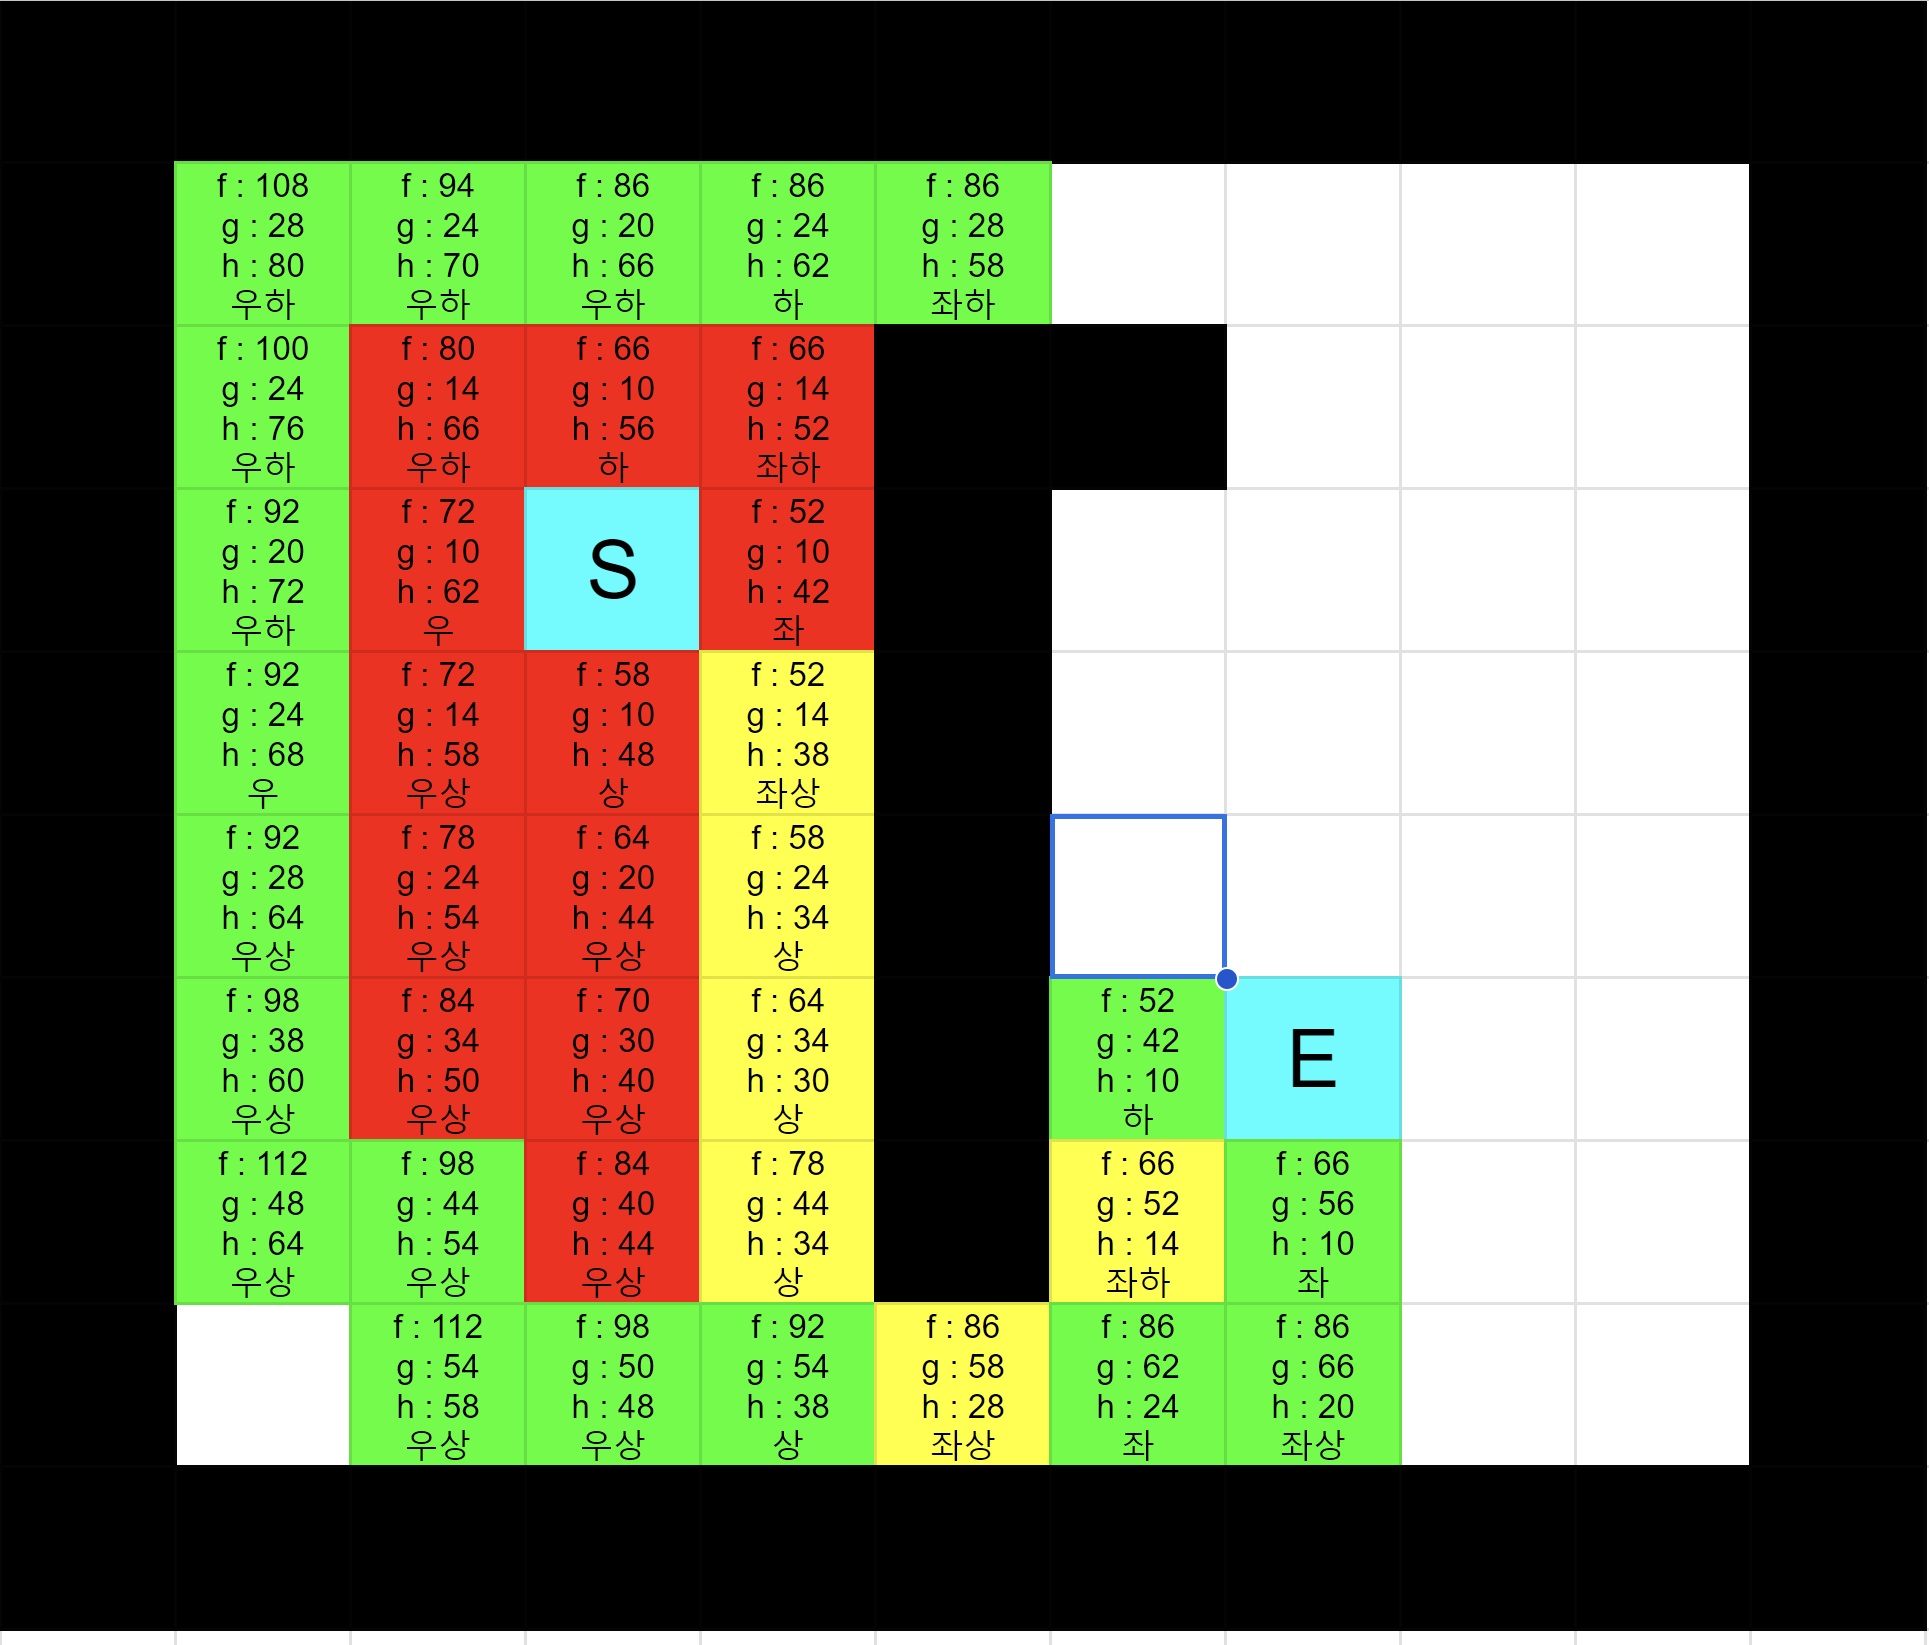 f : 108
g : 28
h : 80
우하
f : 94
g : 24
h : 70
우하
f : 86
g : 20
h : 66
우하
f : 86
g : 24
h : 62
하
f : 86
g : 28
h : 58
좌하
f : 100
g : 24
h : 76
우하
f : 80
g : 14
h : 66
우하
f : 66
g : 10
h : 56
하
f : 66
g : 14
h : 52
좌하
f : 92
g : 20
h : 72
우하
f : 72
g : 10
h : 62
우
S
f : 52
g : 10
h : 42
좌
f : 92
g : 24
h : 68
우
f : 72
g : 14
h : 58
우상
f : 58
g : 10
h : 48
상
f : 52
g : 14
h : 38
좌상
f : 92
g : 28
h : 64
우상
f : 78
g : 24
h : 54
우상
f : 64
g : 20
h : 44
우상
f : 58
g : 24
h : 34
상
f : 98
g : 38
h : 60
우상
f : 84
g : 34
h : 50
우상
f : 70
g : 30
h : 40
우상
f : 64
g : 34
h : 30
상
f : 52
g : 42
h : 10
하
E
f : 112
g : 48
h : 64
우상
f : 98
g : 44
h : 54
우상
f : 84
g : 40
h : 44
우상
f : 78
g : 44
h : 34
상
f : 66
g : 52
h : 14
좌하
f : 66
g : 56
h : 10
좌
f : 112
g : 54
h : 58
우상
f : 98
g : 50
h : 48
우상
f : 92
g : 54
h : 38
상
f : 86
g : 58
h : 28
좌상
f : 86
g : 62
h : 24
좌
f : 86
g : 66
h : 20
좌상